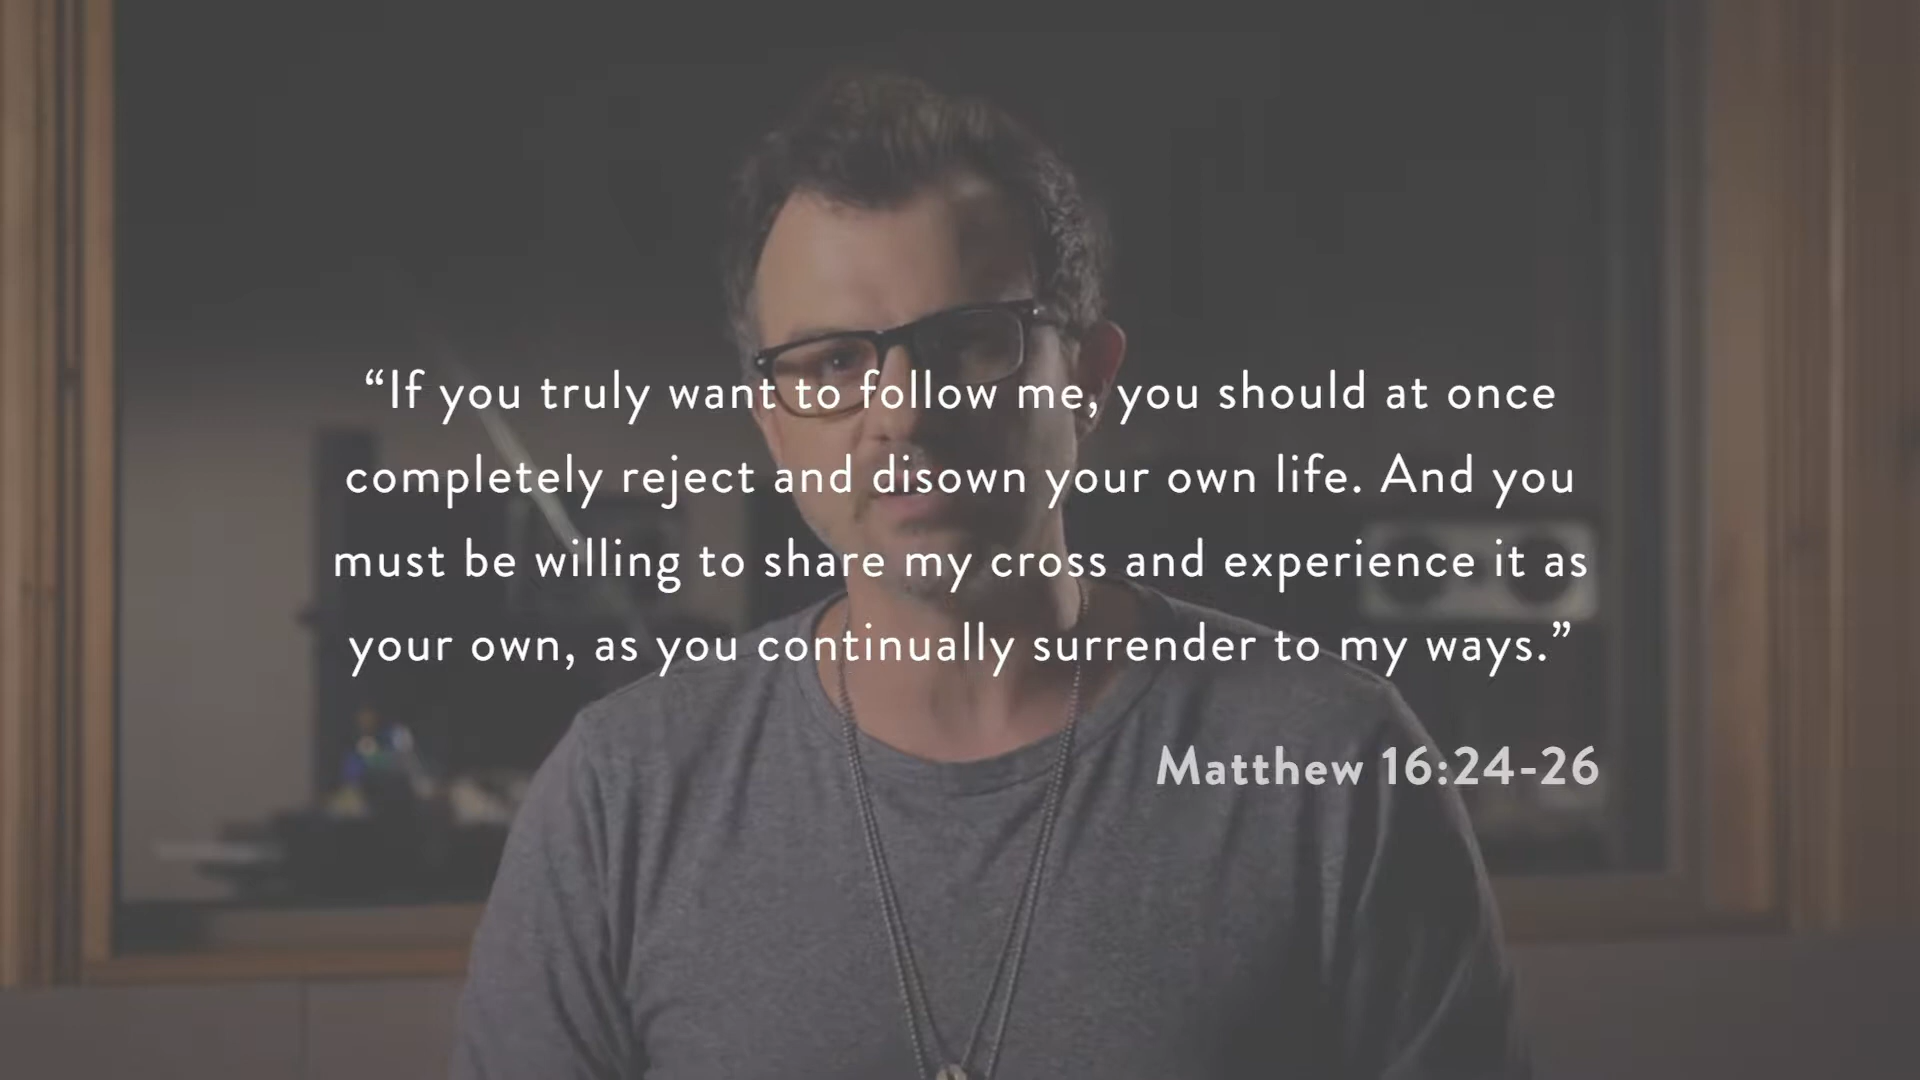 “If you truly want to follow me, you should at once
completely reject and disown your own life. And you
must be willing to share my cross and experience it as
your own, as you continually surrender to my ways.”
Matthew 16:24-26